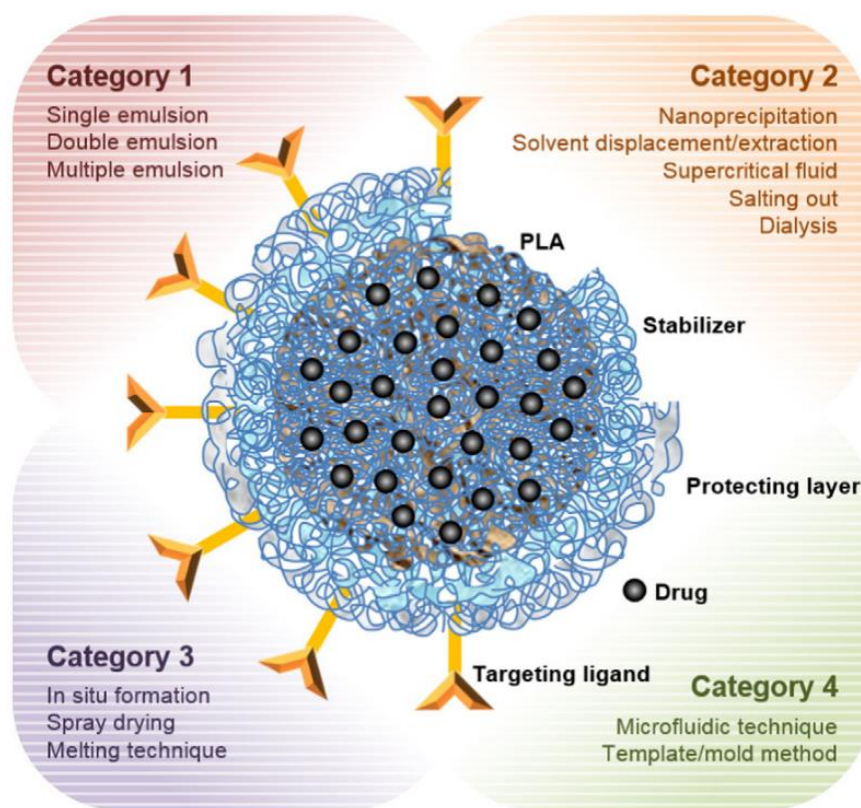 Category 1
Single emulsion
Double emulsion
Multiple emulsion
Category 2
Nanoprecipitation
Solvent displacement/extraction
Supercritical fluid
Salting out
Dialysis
PLA
Stabilizer
Protecting layer
Drug
Targeting ligand
Category 3
In situ formation
Spray drying
Melting technique
Category 4
Microfluidic technique
Template/mold method